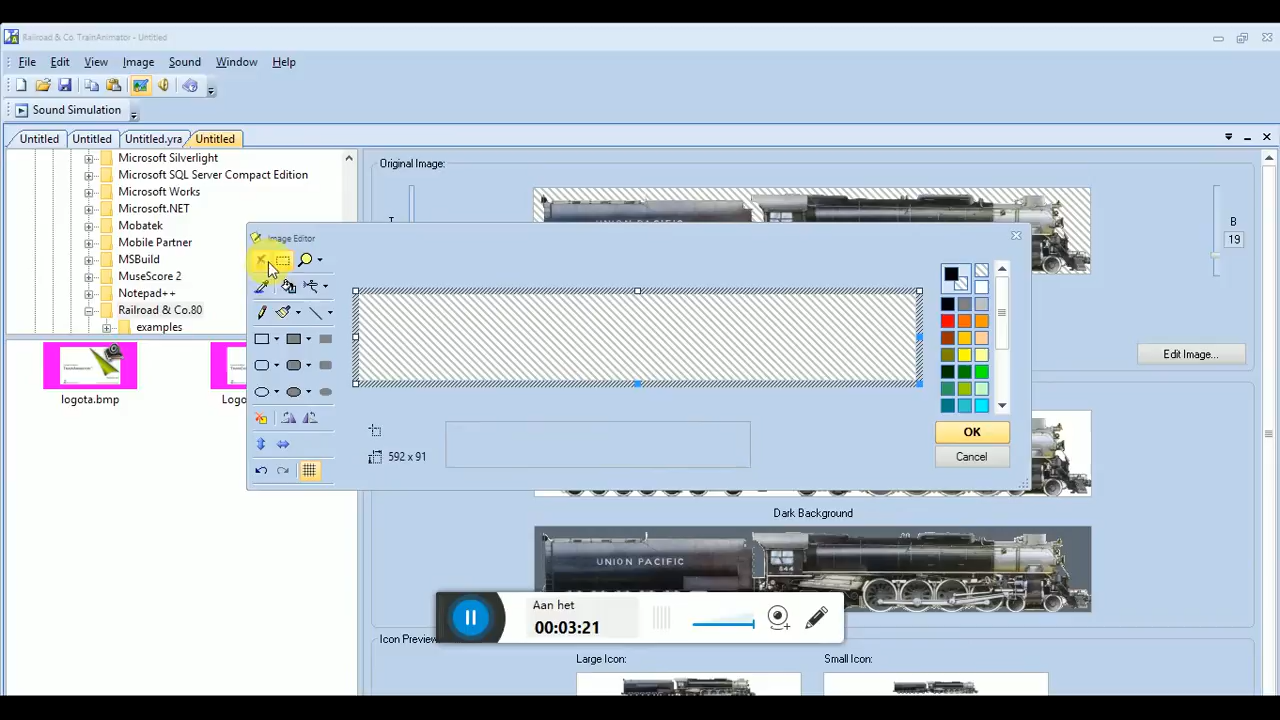 Railroad & Co. TrainAnimator - Untitled
File Edit View Image Sound Window Help
Sound Simulation
Untitled Untitled Untitled.yra Untitled
Microsoft Silverlight
Microsoft SQL Server Compact Edition
Microsoft Works
Microsoft.NET
Mobatek
Mobile Partner
MSBuild
MuseScore 2
Notepad++
Railroad & Co.80
examples
logota.bmp
Original Image:
T
B
19
Edit Image...
Image Editor
592 x 91
OK
Cancel
Dark Background
UNION PACIFIC
844
Aan het
00:03:21
Icon Preview
Large Icon:
Small Icon: